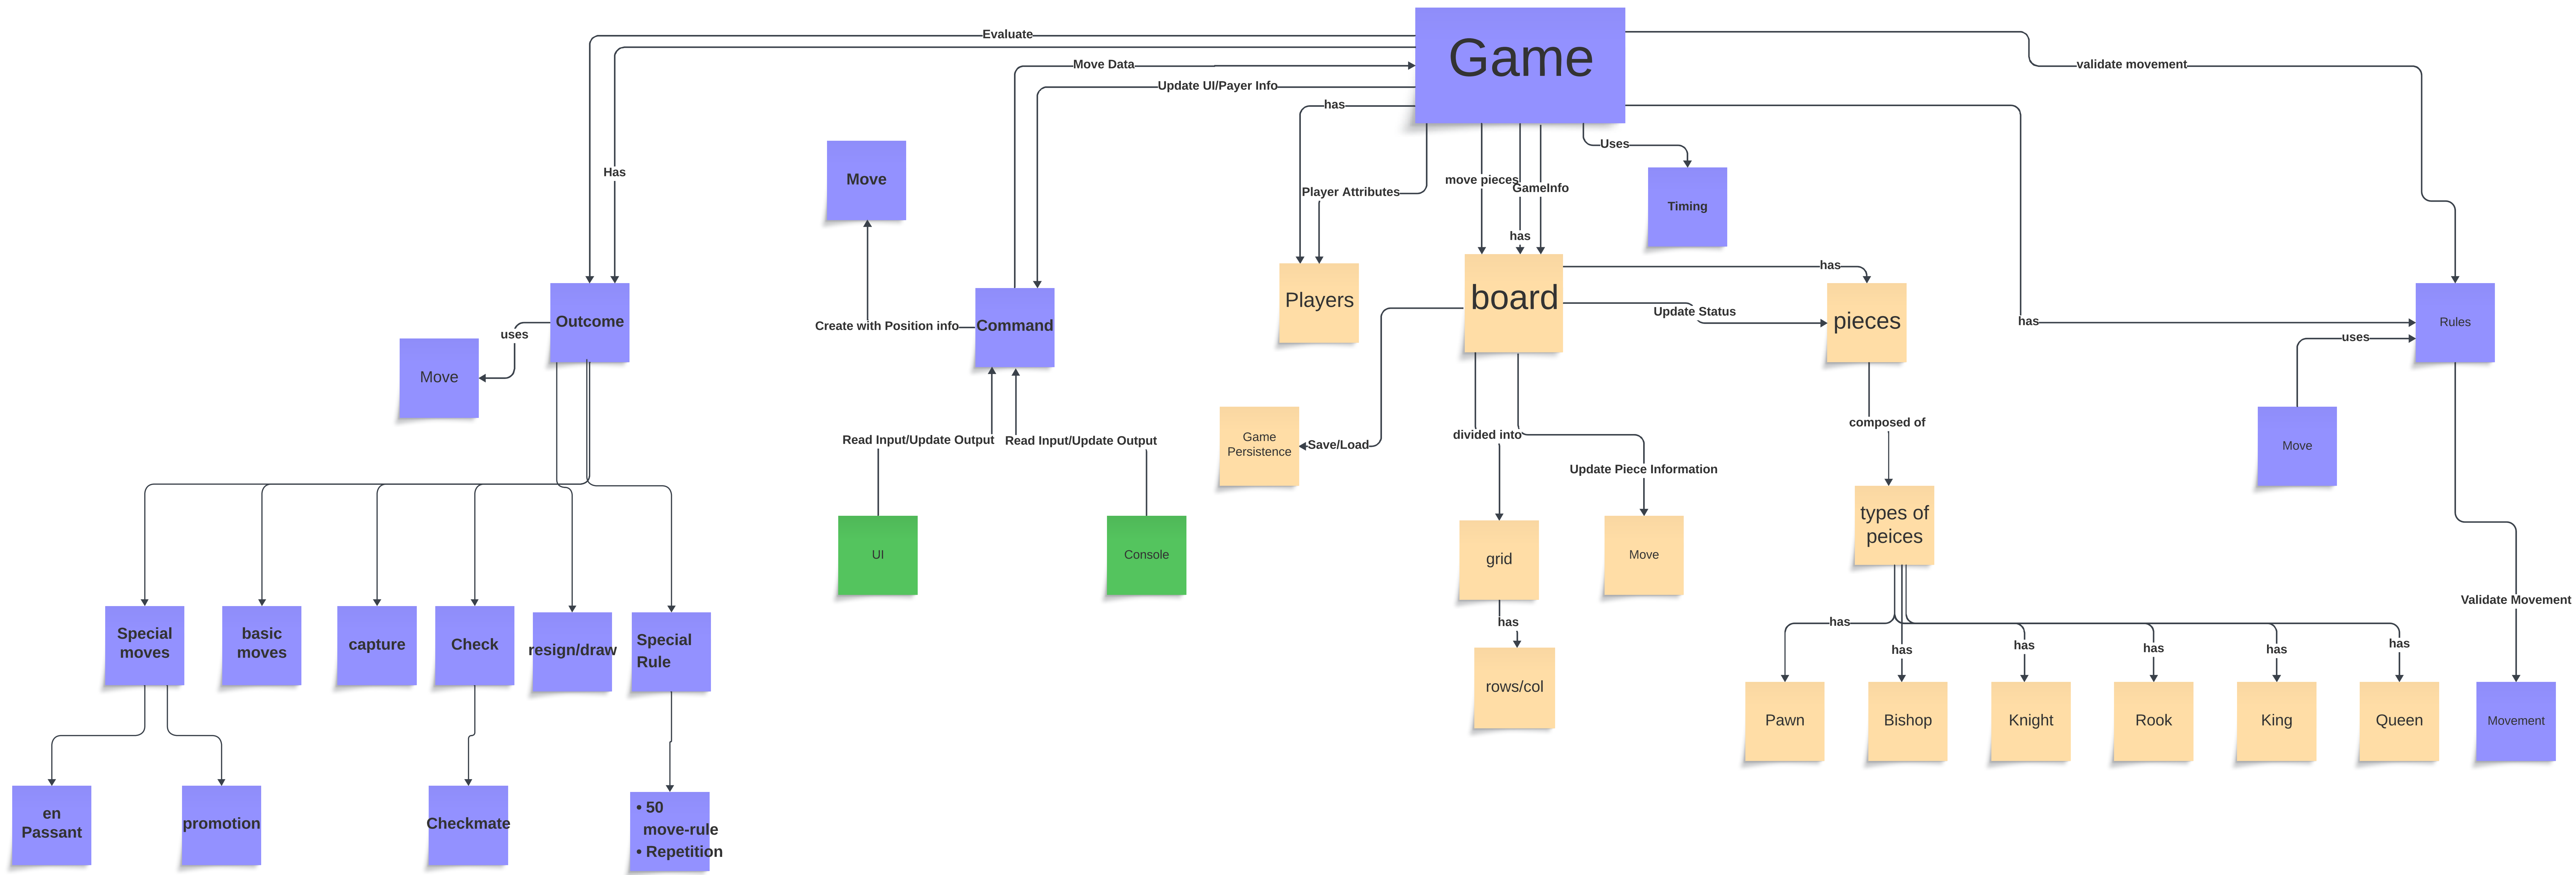 Game
Evaluate
Move Data
validate movement
Update UI/Payer Info
has
Uses
Has
Move
Player Attributes
move pieces
GameInfo
Timing
has
has
Players
board
pieces
Update Status
Outcome
uses
Create with Position info
Command
has
Rules
uses
Move
Game
Persistence
Save/Load
divided into
Update Piece Information
composed of
Move
Read Input/Update Output
Read Input/Update Output
UI
Console
grid
Move
types of
peices
Validate Movement
has
rows/col
has
has
has
has
has
has
Special
moves
basic
moves
capture
Check
resign/draw
Special
Rule
Pawn
Bishop
Knight
Rook
King
Queen
Movement
en
Passant
promotion
Checkmate
• 50
move-rule
• Repetition